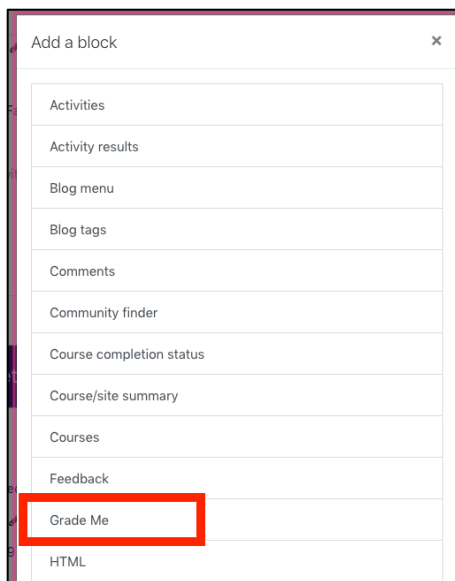 Add a block ×
Activities
Activity results
Blog menu
Blog tags
Comments
Community finder
Course completion status
Course/site summary
Courses
Feedback
Grade Me
HTML